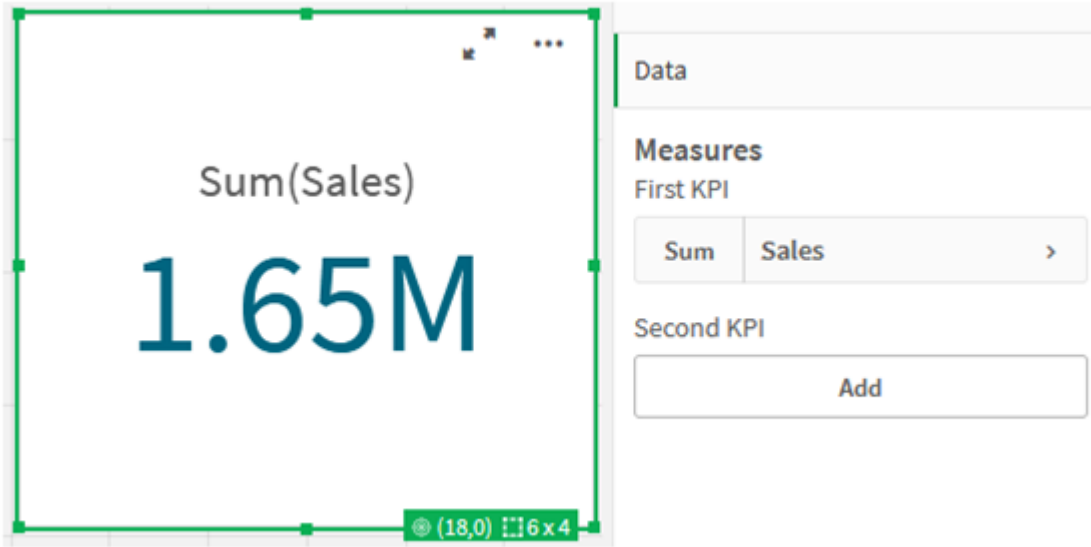 Sum(Sales)
1.65M
(18,0) 6 x 4
Data
Measures
First KPI
Sum Sales
Second KPI
Add